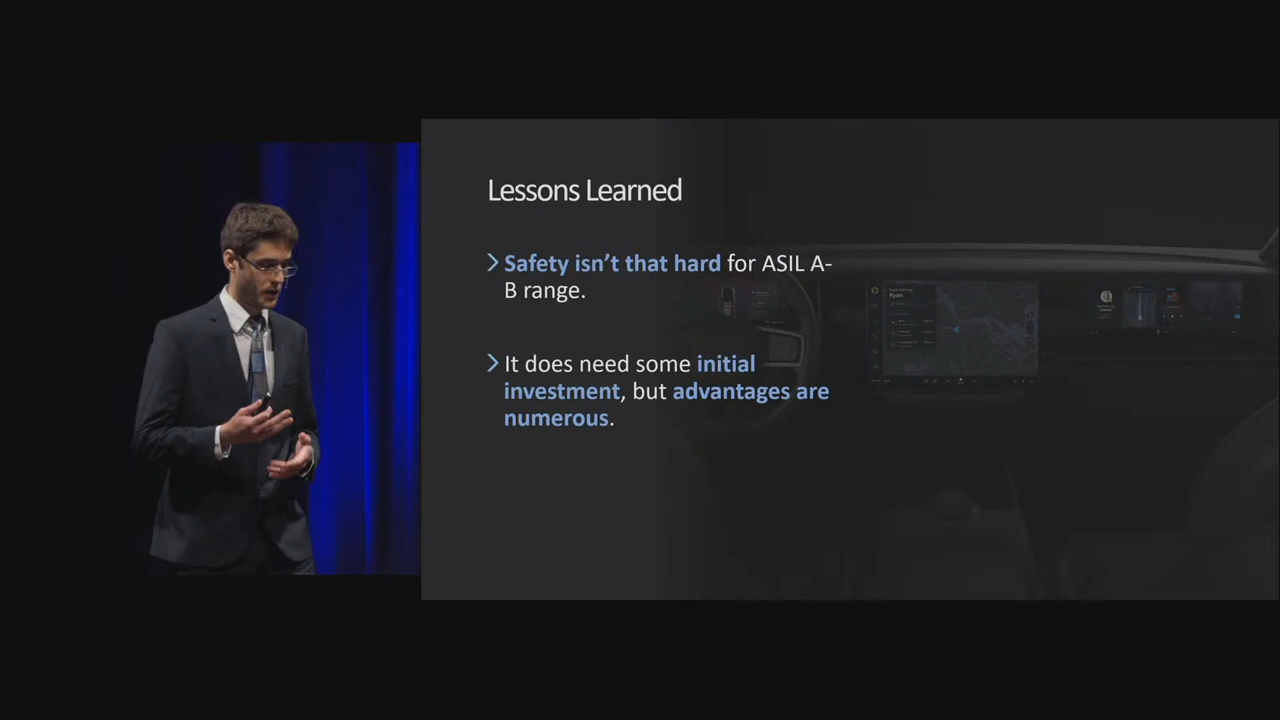 Lessons Learned
Safety isn't that hard for ASIL A-
B range.
It does need some initial
investment, but advantages are
numerous.
Ryan